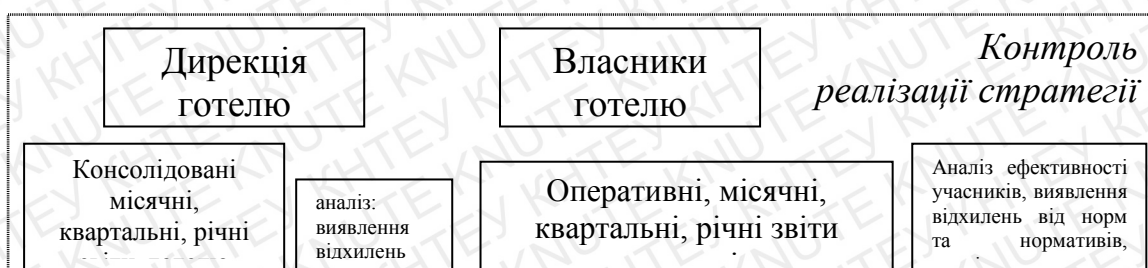 Дирекція
готелю
Власники
готелю
Контроль
реалізації стратегії
Консолідовані
місячні,
квартальні, річні
аналіз:
виявлення
відхилень
Оперативні, місячні,
квартальні, річні звіти
Аналіз ефективності
учасників, виявлення
відхилень від норм
та нормативів,